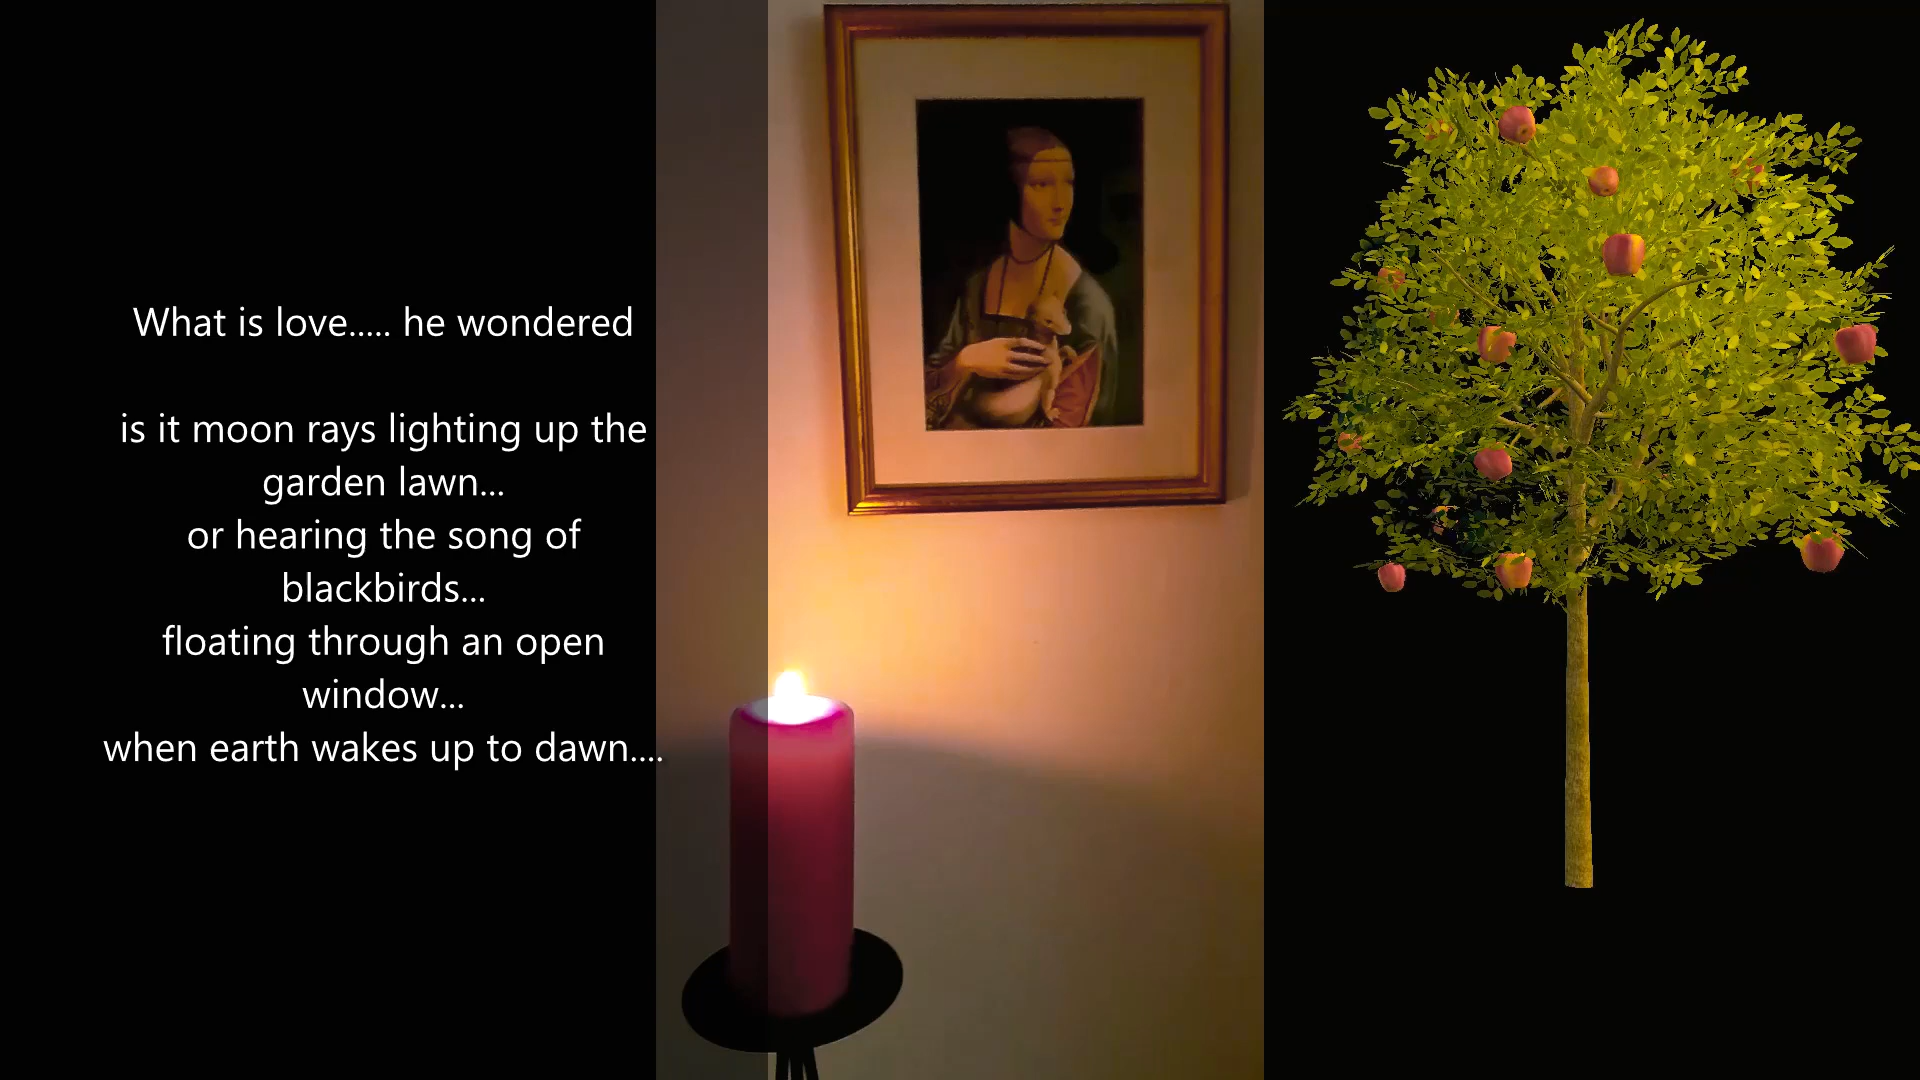 What is love..... he wondered
is it moon rays lighting up the
garden lawn...
or hearing the song of
blackbirds...
floating through an open
window...
when earth wakes up to dawn....